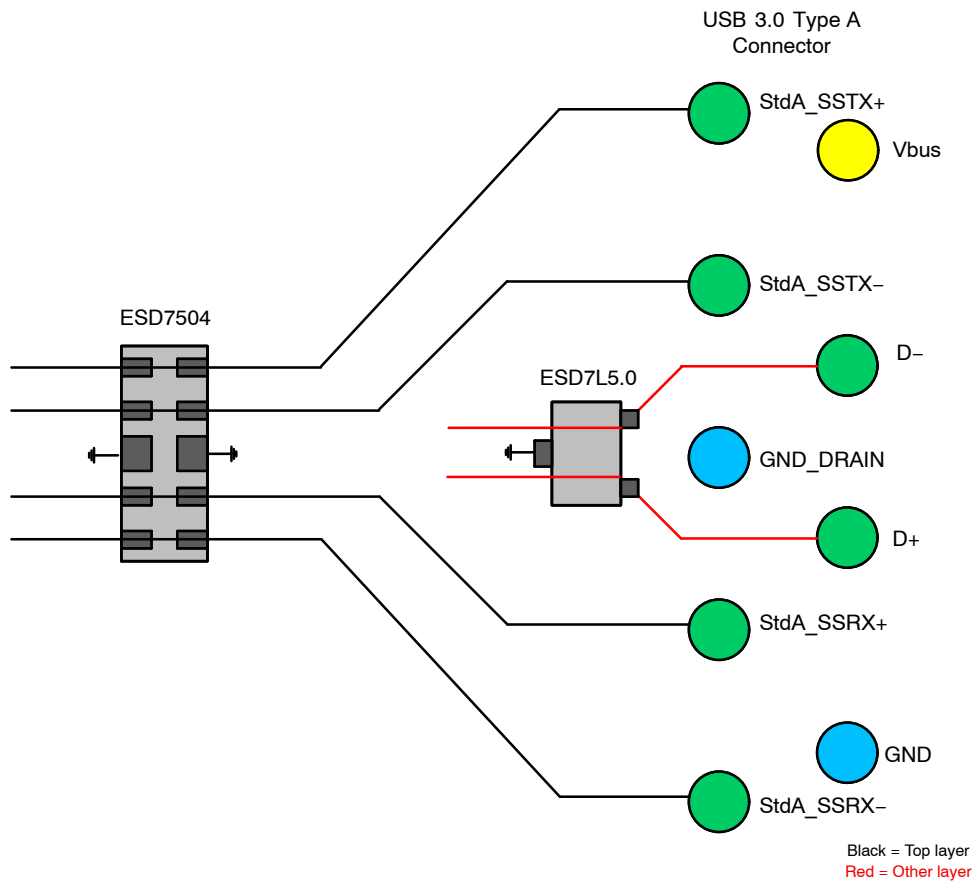 USB 3.0 Type A
Connector
StdA_SSTX+
Vbus
StdA_SSTX−
ESD7504
D−
ESD7L5.0
GND_DRAIN
D+
StdA_SSRX+
GND
StdA_SSRX−
Black = Top layer
Red = Other layer